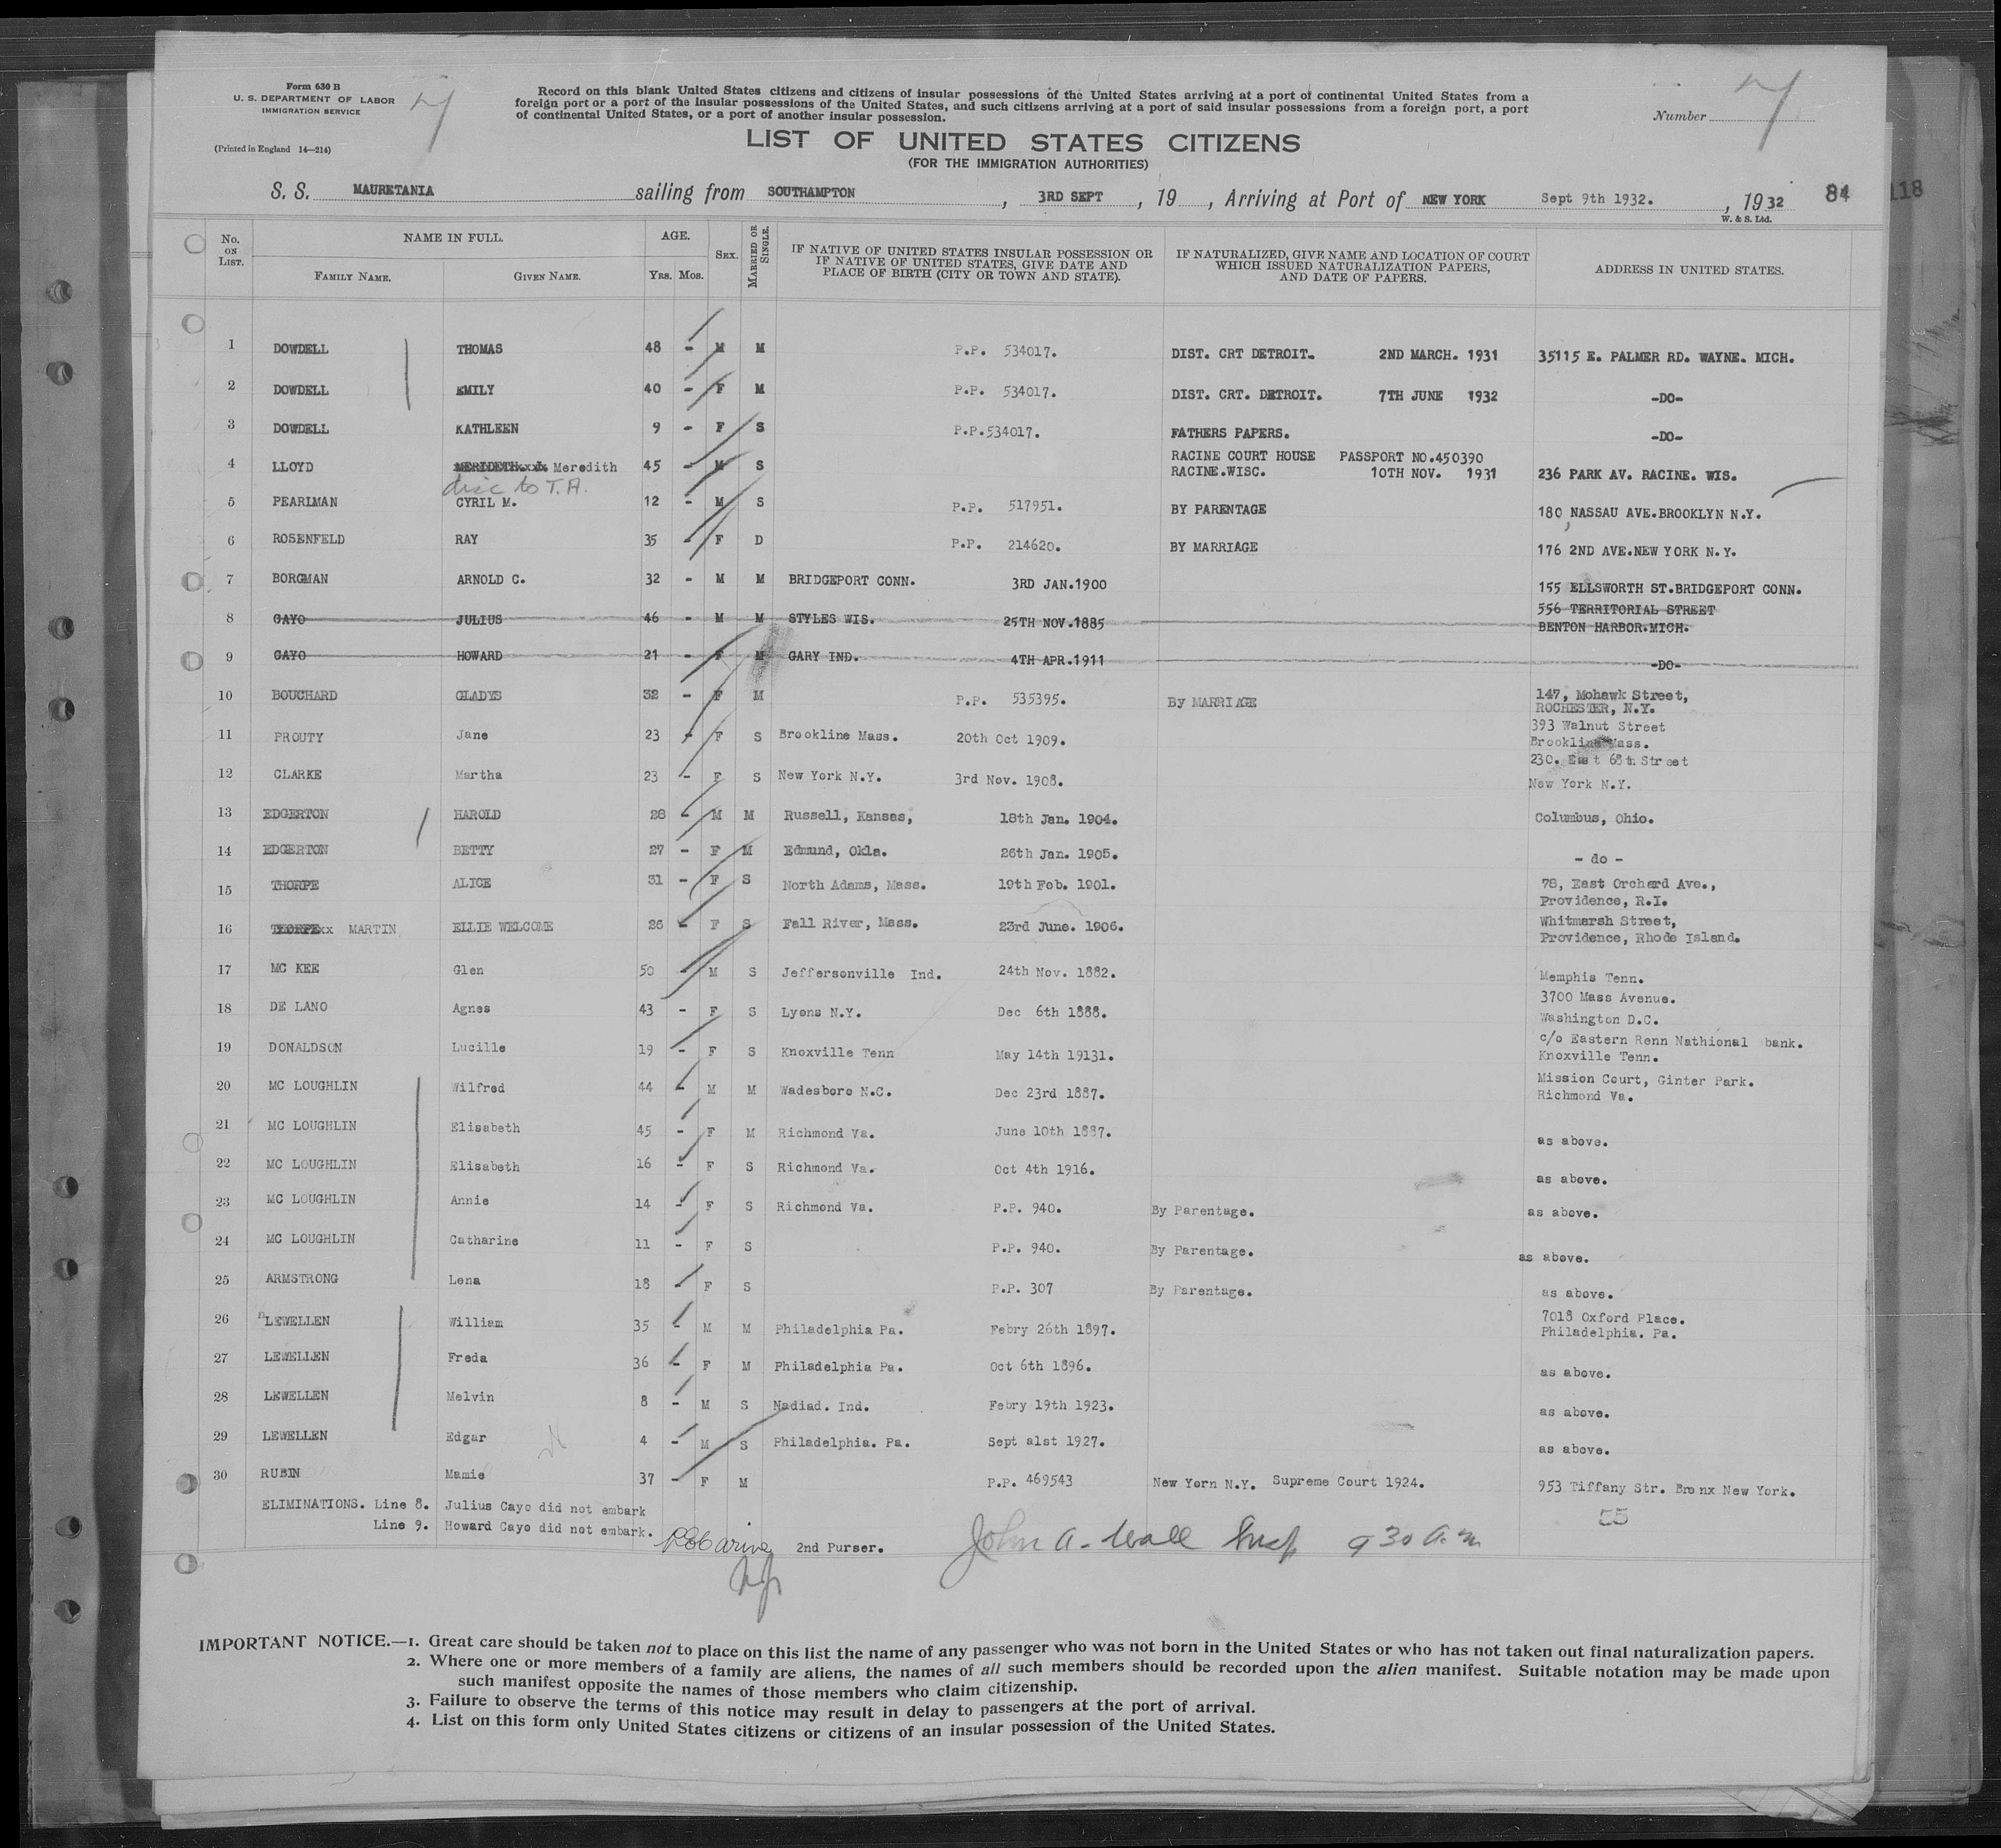 Form 630 B
U. S. DEPARTMENT OF LABOR
IMMIGRATION SERVICE
(Printed in England 14—214)
Record on this blank United States citizens and citizens of insular possessions of the United States arriving at a port of continental United States from a
foreign port or a port of the insular possessions of the United States, and such citizens arriving at a port of said insular possessions from a foreign port, a port
of continental United States, or a port of another insular possession.
Number
LIST OF UNITED STATES CITIZENS
(FOR THE IMMIGRATION AUTHORITIES)
S. S. MAURETANIA sailing from SOUTHAMPTON, 3RD SEPT, 19 , Arriving at Port of NEW YORK Sept 9th 1932. , 1932 84 118
W. & S. Ltd.
No. ON LIST. NAME IN FULL. FAMILY NAME. GIVEN NAME. AGE. YRS. MOS. SEX. MARRIED OR SINGLE. IF NATIVE OF UNITED STATES INSULAR POSSESSION OR IF NATIVE OF UNITED STATES, GIVE DATE AND PLACE OF BIRTH (CITY OR TOWN AND STATE). IF NATURALIZED, GIVE NAME AND LOCATION OF COURT WHICH ISSUED NATURALIZATION PAPERS, AND DATE OF PAPERS. ADDRESS IN UNITED STATES.
1 DOWDELL THOMAS 48 - M M P.P. 534017. DIST. CRT DETROIT. 2ND MARCH. 1931 35115 E. PALMER RD. WAYNE. MICH.
2 DOWDELL EMILY 40 - F M P.P. 534017. DIST. CRT. DETROIT. 7TH JUNE 1932 -DO-
3 DOWDELL KATHLEEN 9 - F S P.P.534017. FATHERS PAPERS. -DO-
4 LLOYD Meredith 45 - M S RACINE COURT HOUSE PASSPORT NO.450390
RACINE.WISC. 10TH NOV. 1931 236 PARK AV. RACINE. WIS.
disc to T.A.
5 PEARLMAN CYRIL M. 12 - M S P.P. 517951. BY PARENTAGE 180 NASSAU AVE.BROOKLYN N.Y.
6 ROSENFELD RAY 35 - F D P.P. 214620. BY MARRIAGE 176 2ND AVE.NEW YORK N.Y.
7 BORGMAN ARNOLD C. 32 - M M BRIDGEPORT CONN. 3RD JAN.1900 155 ELLSWORTH ST.BRIDGEPORT CONN.
8 GAYO JULIUS 46 - M M STYLES WIS. 25TH NOV.1885 556 TERRITORIAL STREET
BENTON HARBOR.MICH.
9 GAYO HOWARD 21 - F M GARY IND. 4TH APR.1911 -DO-
10 BOUCHARD GLADYS 32 - F M P.P. 535395. By MARRIAGE 147, Mohawk Street,
ROCHESTER, N.Y.
11 PROUTY Jane 23 - F S Brookline Mass. 20th Oct 1909. 393 Walnut Street
Brookline Mass.
12 CLARKE Martha 23 - F S New York N.Y. 3rd Nov. 1908. 230. East 68th Street
New York N.Y.
13 EDGERTON HAROLD 28 - M M Russell, Kansas, 18th Jan. 1904. Columbus, Ohio.
14 EDGERTON BETTY 27 - F M Edmund, Okla. 26th Jan. 1905. - do -
15 THORPE ALICE 31 - F S North Adams, Mass. 19th Feb. 1901. 78, East Orchard Ave.,
Providence, R.I.
16 THORPExx MARTIN ELLIE WELCOME 26 - F S Fall River, Mass. 23rd June. 1906. Whitmarsh Street,
Providence, Rhode Island.
17 MC KEE Glen 50 - M S Jeffersonville Ind. 24th Nov. 1882. Memphis Tenn.
18 DE LANO Agnes 43 - F S Lyons N.Y. Dec 6th 1888. 3700 Mass Avenue.
Washington D.C.
19 DONALDSON Lucille 19 - F S Knoxville Tenn May 14th 19131. c/o Eastern Renn Nathional bank.
Knoxville Tenn.
20 MC LOUGHLIN Wilfred 44 - M M Wadesboro N.C. Dec 23rd 1887. Mission Court, Ginter Park.
Richmond Va.
21 MC LOUGHLIN Elisabeth 45 - F M Richmond Va. June 10th 1887. as above.
22 MC LOUGHLIN Elisabeth 16 - F S Richmond Va. Oct 4th 1916. as above.
23 MC LOUGHLIN Annie 14 - F S Richmond Va. P.P. 940. By Parentage. as above.
24 MC LOUGHLIN Catharine 11 - F S P.P. 940. By Parentage. as above.
25 ARMSTRONG Lena 18 - F S P.P. 307 By Parentage. as above.
26 LEWELLEN William 35 - M M Philadelphia Pa. Febry 26th 1897. 7018 Oxford Place.
Philadelphia. Pa.
27 LEWELLEN Freda 36 - F M Philadelphia Pa. Oct 6th 1896. as above.
28 LEWELLEN Melvin 8 - M S Nadiad. Ind. Febry 19th 1923. as above.
29 LEWELLEN Edgar 4 - M S Philadelphia. Pa. Sept a1st 1927. as above.
30 RUBIN Mamie 37 - F M P.P. 469543 New Yorn N.Y. Supreme Court 1924. 953 Tiffany Str. Bronx New York.
ELIMINATIONS. Line 8. Julius Cayo did not embark
Line 9. Howard Cayo did not embark.
2nd Purser. John A. Wall Insp 9 30 a.m
55
IMPORTANT NOTICE.—1. Great care should be taken not to place on this list the name of any passenger who was not born in the United States or who has not taken out final naturalization papers.
2. Where one or more members of a family are aliens, the names of all such members should be recorded upon the alien manifest. Suitable notation may be made upon
such manifest opposite the names of those members who claim citizenship.
3. Failure to observe the terms of this notice may result in delay to passengers at the port of arrival.
4. List on this form only United States citizens or citizens of an insular possession of the United States.